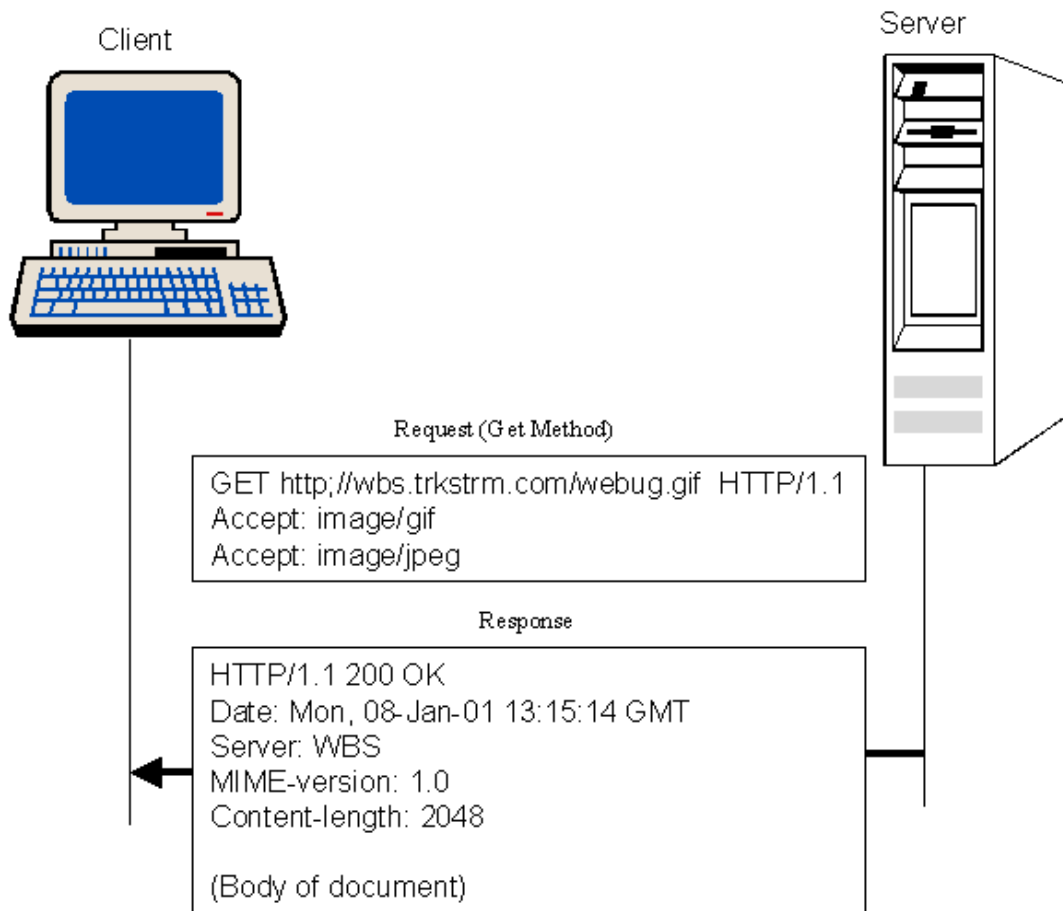 Client
Server
Request (Get Method)
GET http;//wbs.trkstrm.com/webug.gif HTTP/1.1
Accept: image/gif
Accept: image/jpeg
Response
HTTP/1.1 200 OK
Date: Mon, 08-Jan-01 13:15:14 GMT
Server: WBS
MIME-version: 1.0
Content-length: 2048
(Body of document)